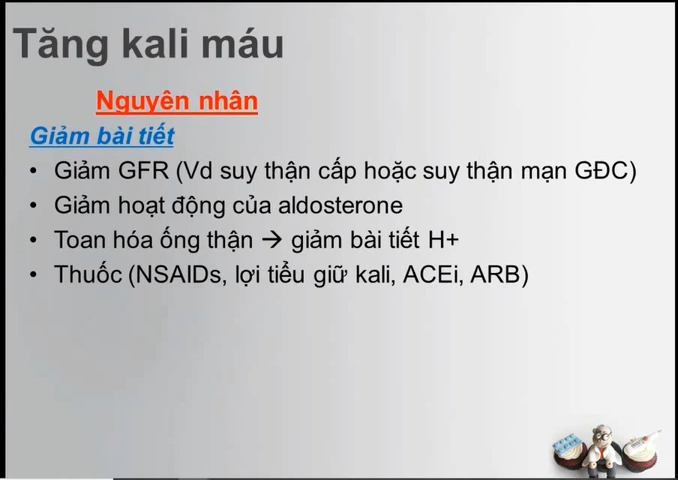 Tăng kali máu
Nguyên nhân
Giảm bài tiết
• Giảm GFR (Vd suy thận cấp hoặc suy thận mạn GĐC)
• Giảm hoạt động của aldosterone
• Toan hóa ống thận → giảm bài tiết H+
• Thuốc (NSAIDs, lợi tiểu giữ kali, ACEi, ARB)